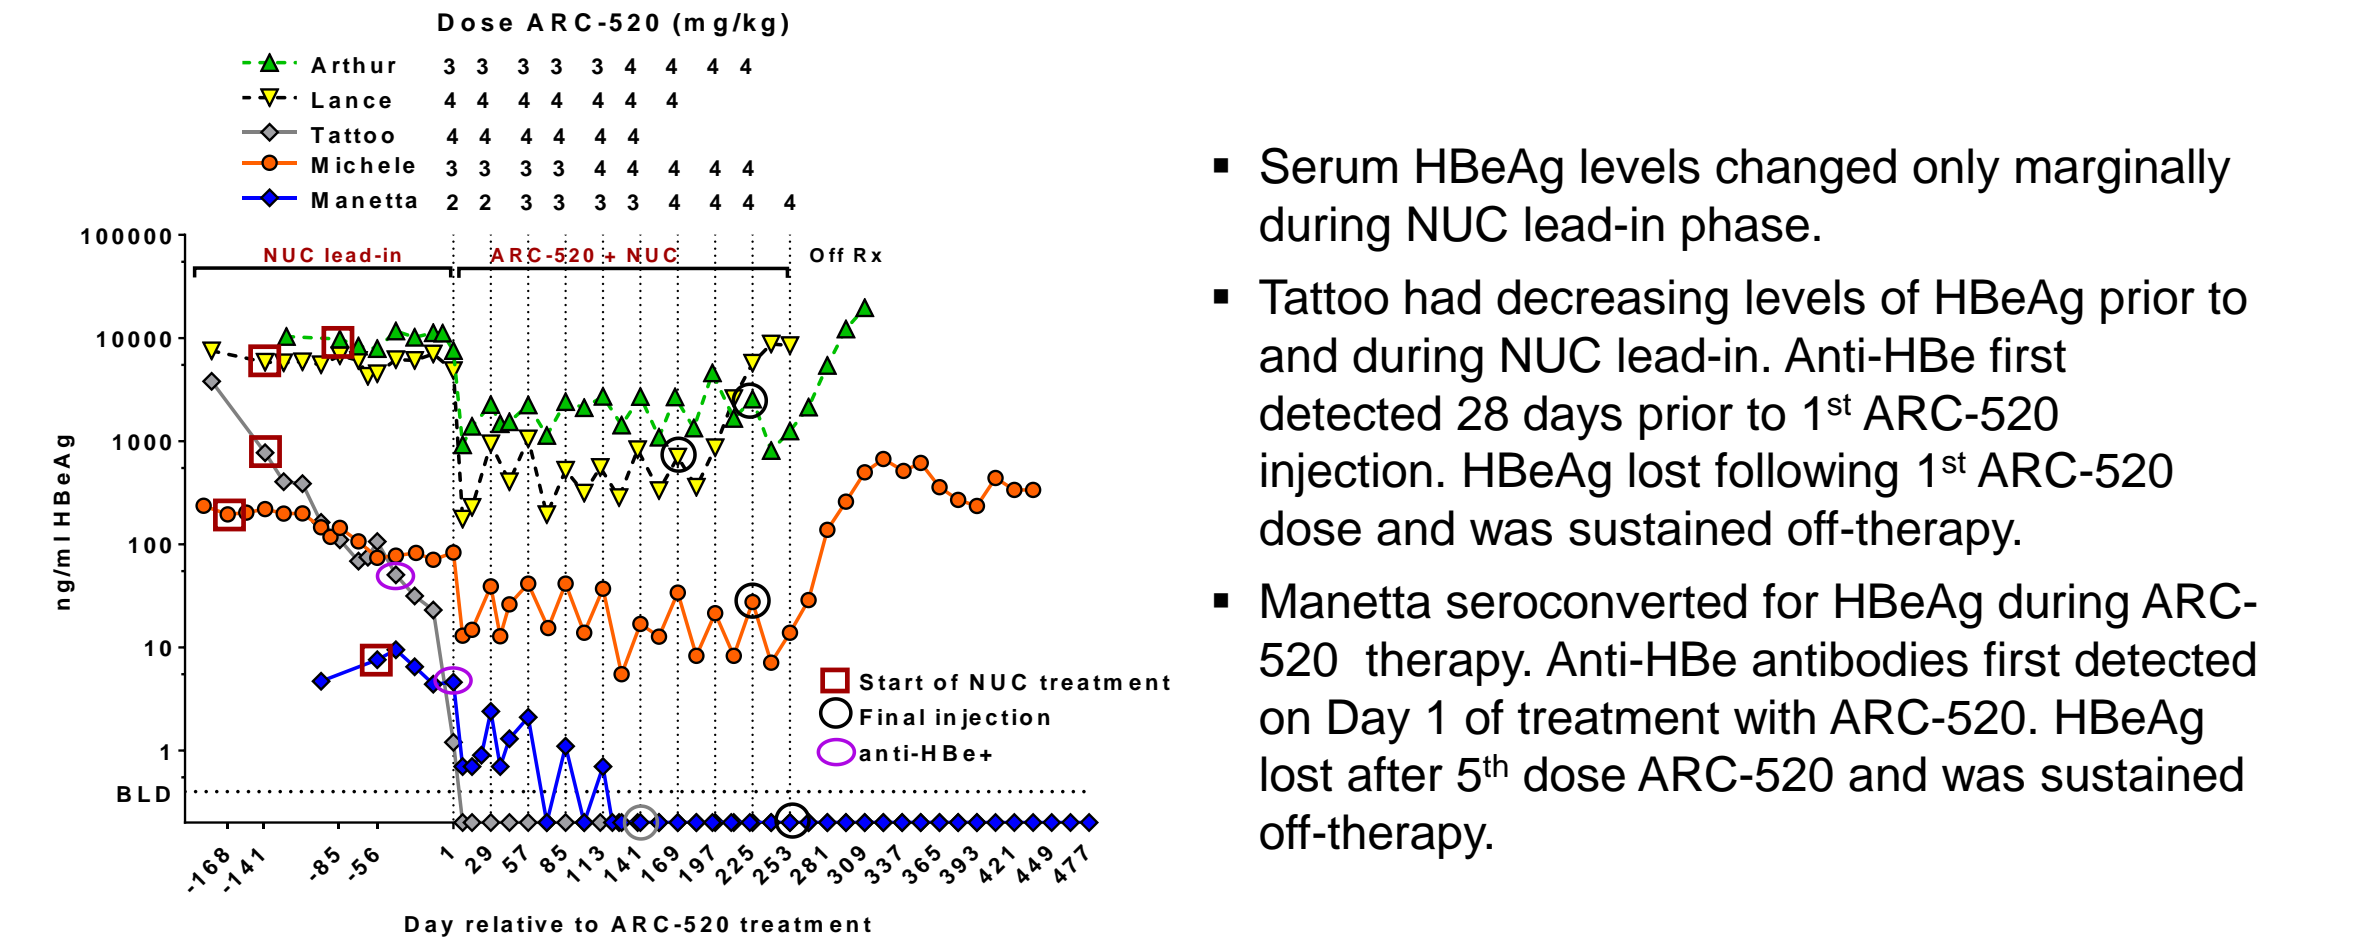 Dose ARC-520 (mg/kg)
Arthur 3 3 3 3 3 4 4 4 4
Lance 4 4 4 4 4 4 4
Tattoo 4 4 4 4 4 4
Michele 3 3 3 3 4 4 4 4 4
Manetta 2 2 3 3 3 3 4 4 4 4
100000
10000
1000
100
10
1
BLD
ng/ml HBeAg
NUC lead-in
ARC-520 + NUC
Off Rx
Start of NUC treatment
Final injection
anti-HBe+
-168 -141 -85 -56 1 29 57 85 113 141 169 197 225 253 281 309 337 365 393 421 449 477
Day relative to ARC-520 treatment
▪ Serum HBeAg levels changed only marginally
during NUC lead-in phase.
▪ Tattoo had decreasing levels of HBeAg prior to
and during NUC lead-in. Anti-HBe first
detected 28 days prior to 1st ARC-520
injection. HBeAg lost following 1st ARC-520
dose and was sustained off-therapy.
▪ Manetta seroconverted for HBeAg during ARC-
520 therapy. Anti-HBe antibodies first detected
on Day 1 of treatment with ARC-520. HBeAg
lost after 5th dose ARC-520 and was sustained
off-therapy.